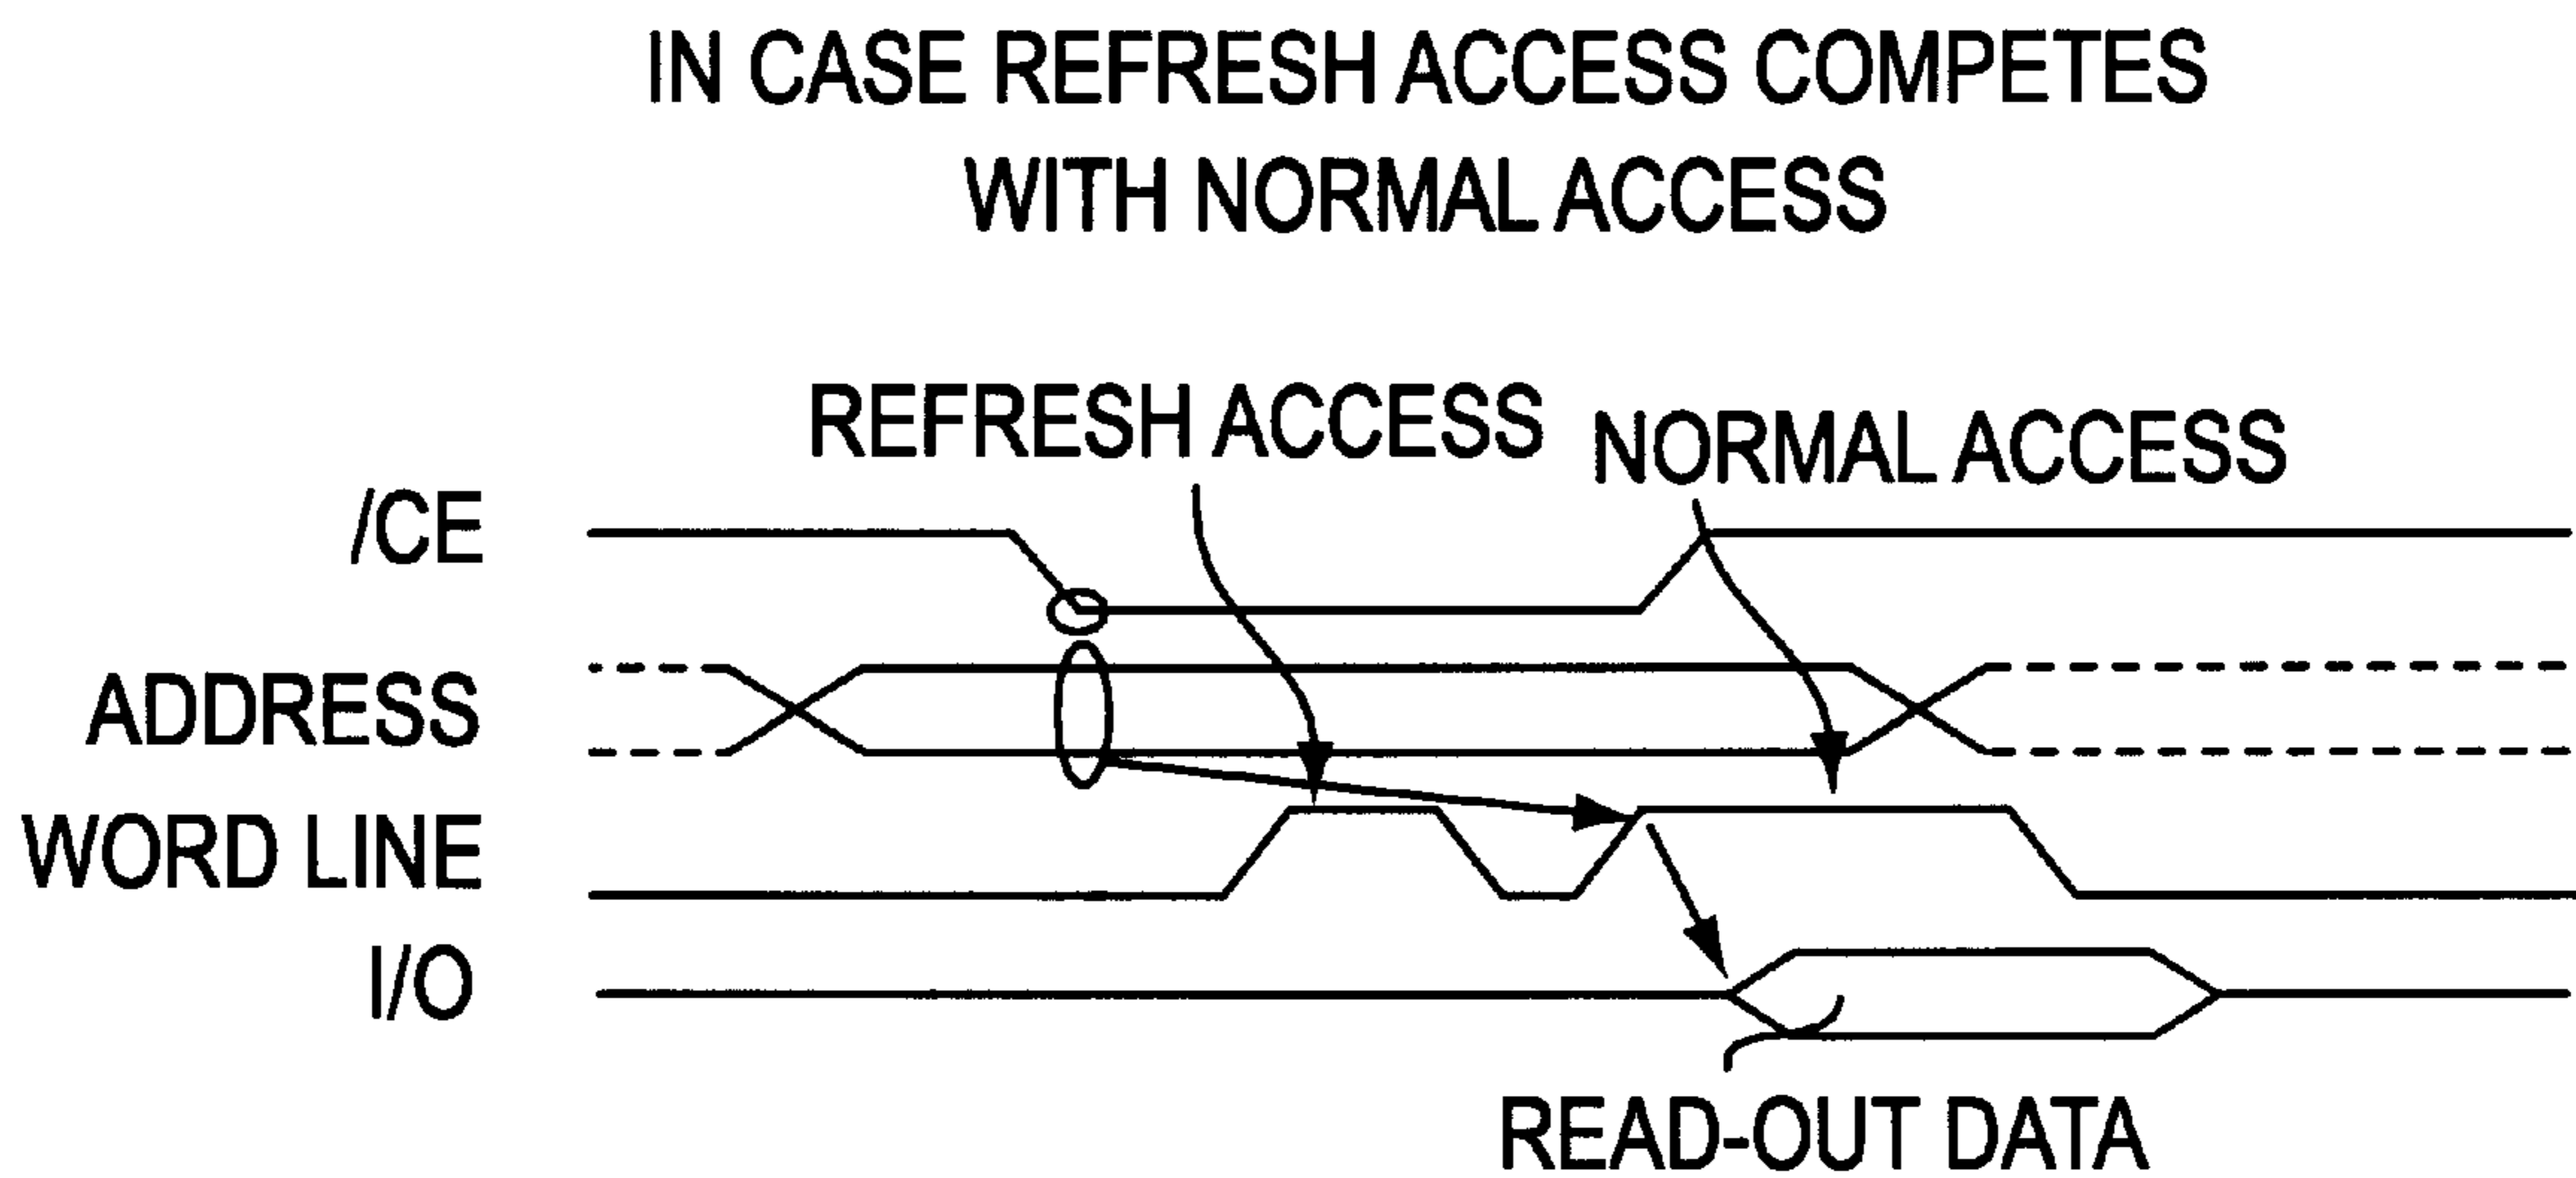 IN CASE REFRESH ACCESS COMPETES
WITH NORMAL ACCESS
REFRESH ACCESS
NORMAL ACCESS
/CE
ADDRESS
WORD LINE
I/O
READ-OUT DATA